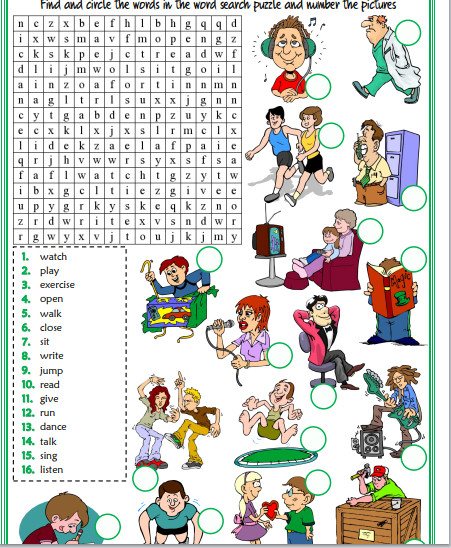 Find and circle the words in the word search puzzle and number the pictures
n c z x b e f h l b h g q q d
i x w s m a v f m o p e n g z
c k s k p e j c t r e a d w f
d l i j m w o i s i t g o i l
a i n z o a f o r t i n n m n
n a g l t r l s u x x j g n n
c y t g a b d e n p z u y k c
e c x k l x j e s l r m c l x
l i d e k z a e l a f p a i e
q r j h v w w r s y x s f s a
f a f l w a t c h t g z y t w
i b x g c l r i e z g i v e e
u p y g r k y s k e q k z n o
z r d w r i t e x v s n d w r
r g w y x v j t o u j k j m y
1. watch
2. play
3. exercise
4. open
5. walk
6. close
7. sit
8. write
9. jump
10. read
11. give
12. run
13. dance
14. talk
15. sing
16. listen